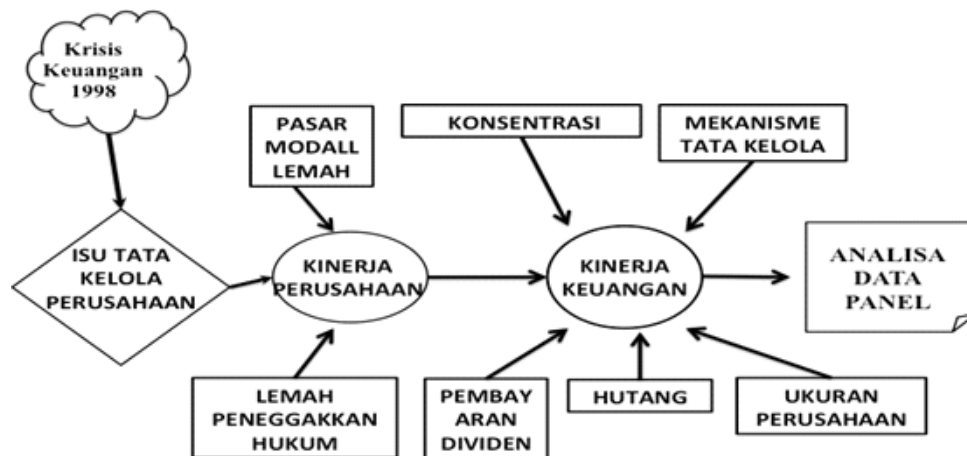 Krisis
Keuangan
1998
PASAR
MODALL
LEMAH
KONSENTRASI
MEKANISME
TATA KELOLA
ISU TATA
KELOLA
PERUSAHAAN
KINERJA
PERUSAHAAN
KINERJA
KEUANGAN
ANALISA
DATA
PANEL
LEMAH
PENEGGAKKAN
HUKUM
PEMBAY
ARAN
DIVIDEN
HUTANG
UKURAN
PERUSAHAAN